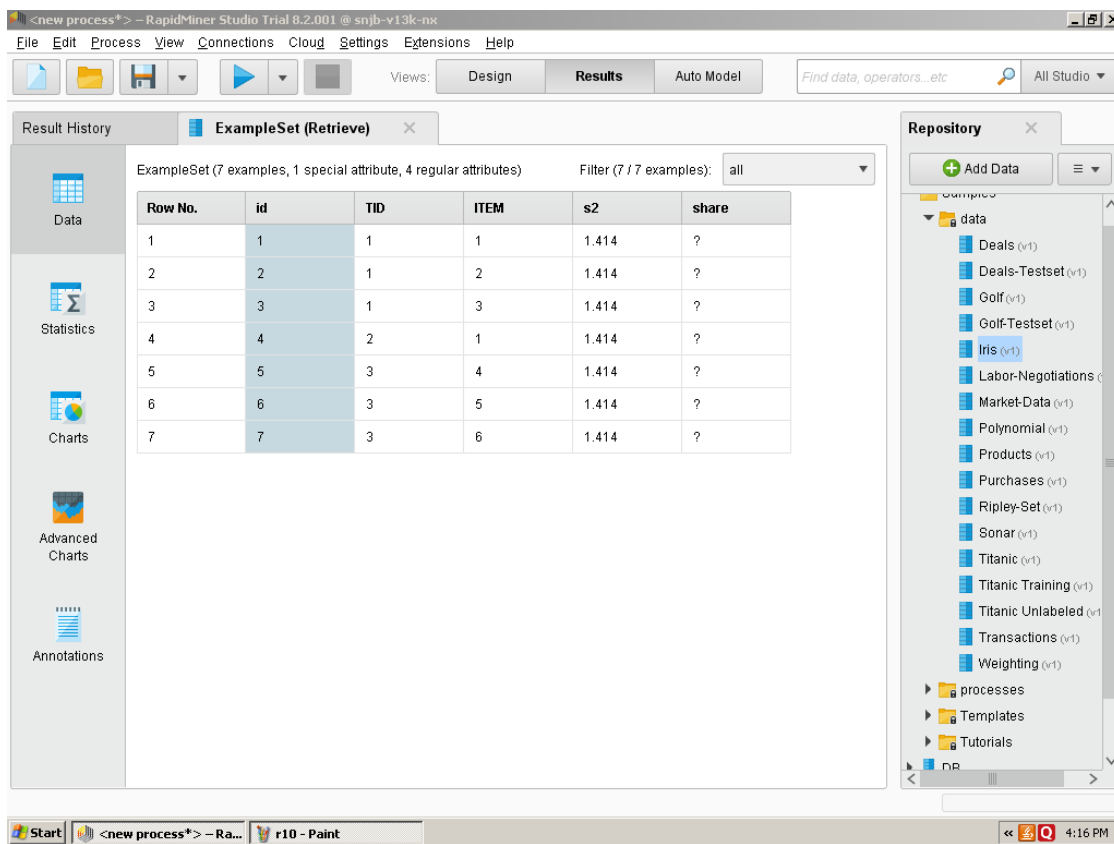 <new process*> – RapidMiner Studio Trial 8.2.001 @ snjb-v13k-nx
File Edit Process View Connections Cloud Settings Extensions Help
Views: Design Results Auto Model Find data, operators...etc All Studio
Result History ExampleSet (Retrieve) Repository
ExampleSet (7 examples, 1 special attribute, 4 regular attributes) Filter (7 / 7 examples): all
Add Data
Data
Statistics
Charts
Advanced
Charts
Annotations
Row No. id TID ITEM s2 share
1 1 1 1 1.414 ?
2 2 1 2 1.414 ?
3 3 1 3 1.414 ?
4 4 2 1 1.414 ?
5 5 3 4 1.414 ?
6 6 3 5 1.414 ?
7 7 3 6 1.414 ?
Samples
data
Deals (v1)
Deals-Testset (v1)
Golf (v1)
Golf-Testset (v1)
Iris (v1)
Labor-Negotiations (
Market-Data (v1)
Polynomial (v1)
Products (v1)
Purchases (v1)
Ripley-Set (v1)
Sonar (v1)
Titanic (v1)
Titanic Training (v1)
Titanic Unlabeled (v1
Transactions (v1)
Weighting (v1)
processes
Templates
Tutorials
DB
Start <new process*> – Ra... r10 - Paint « Q 4:16 PM